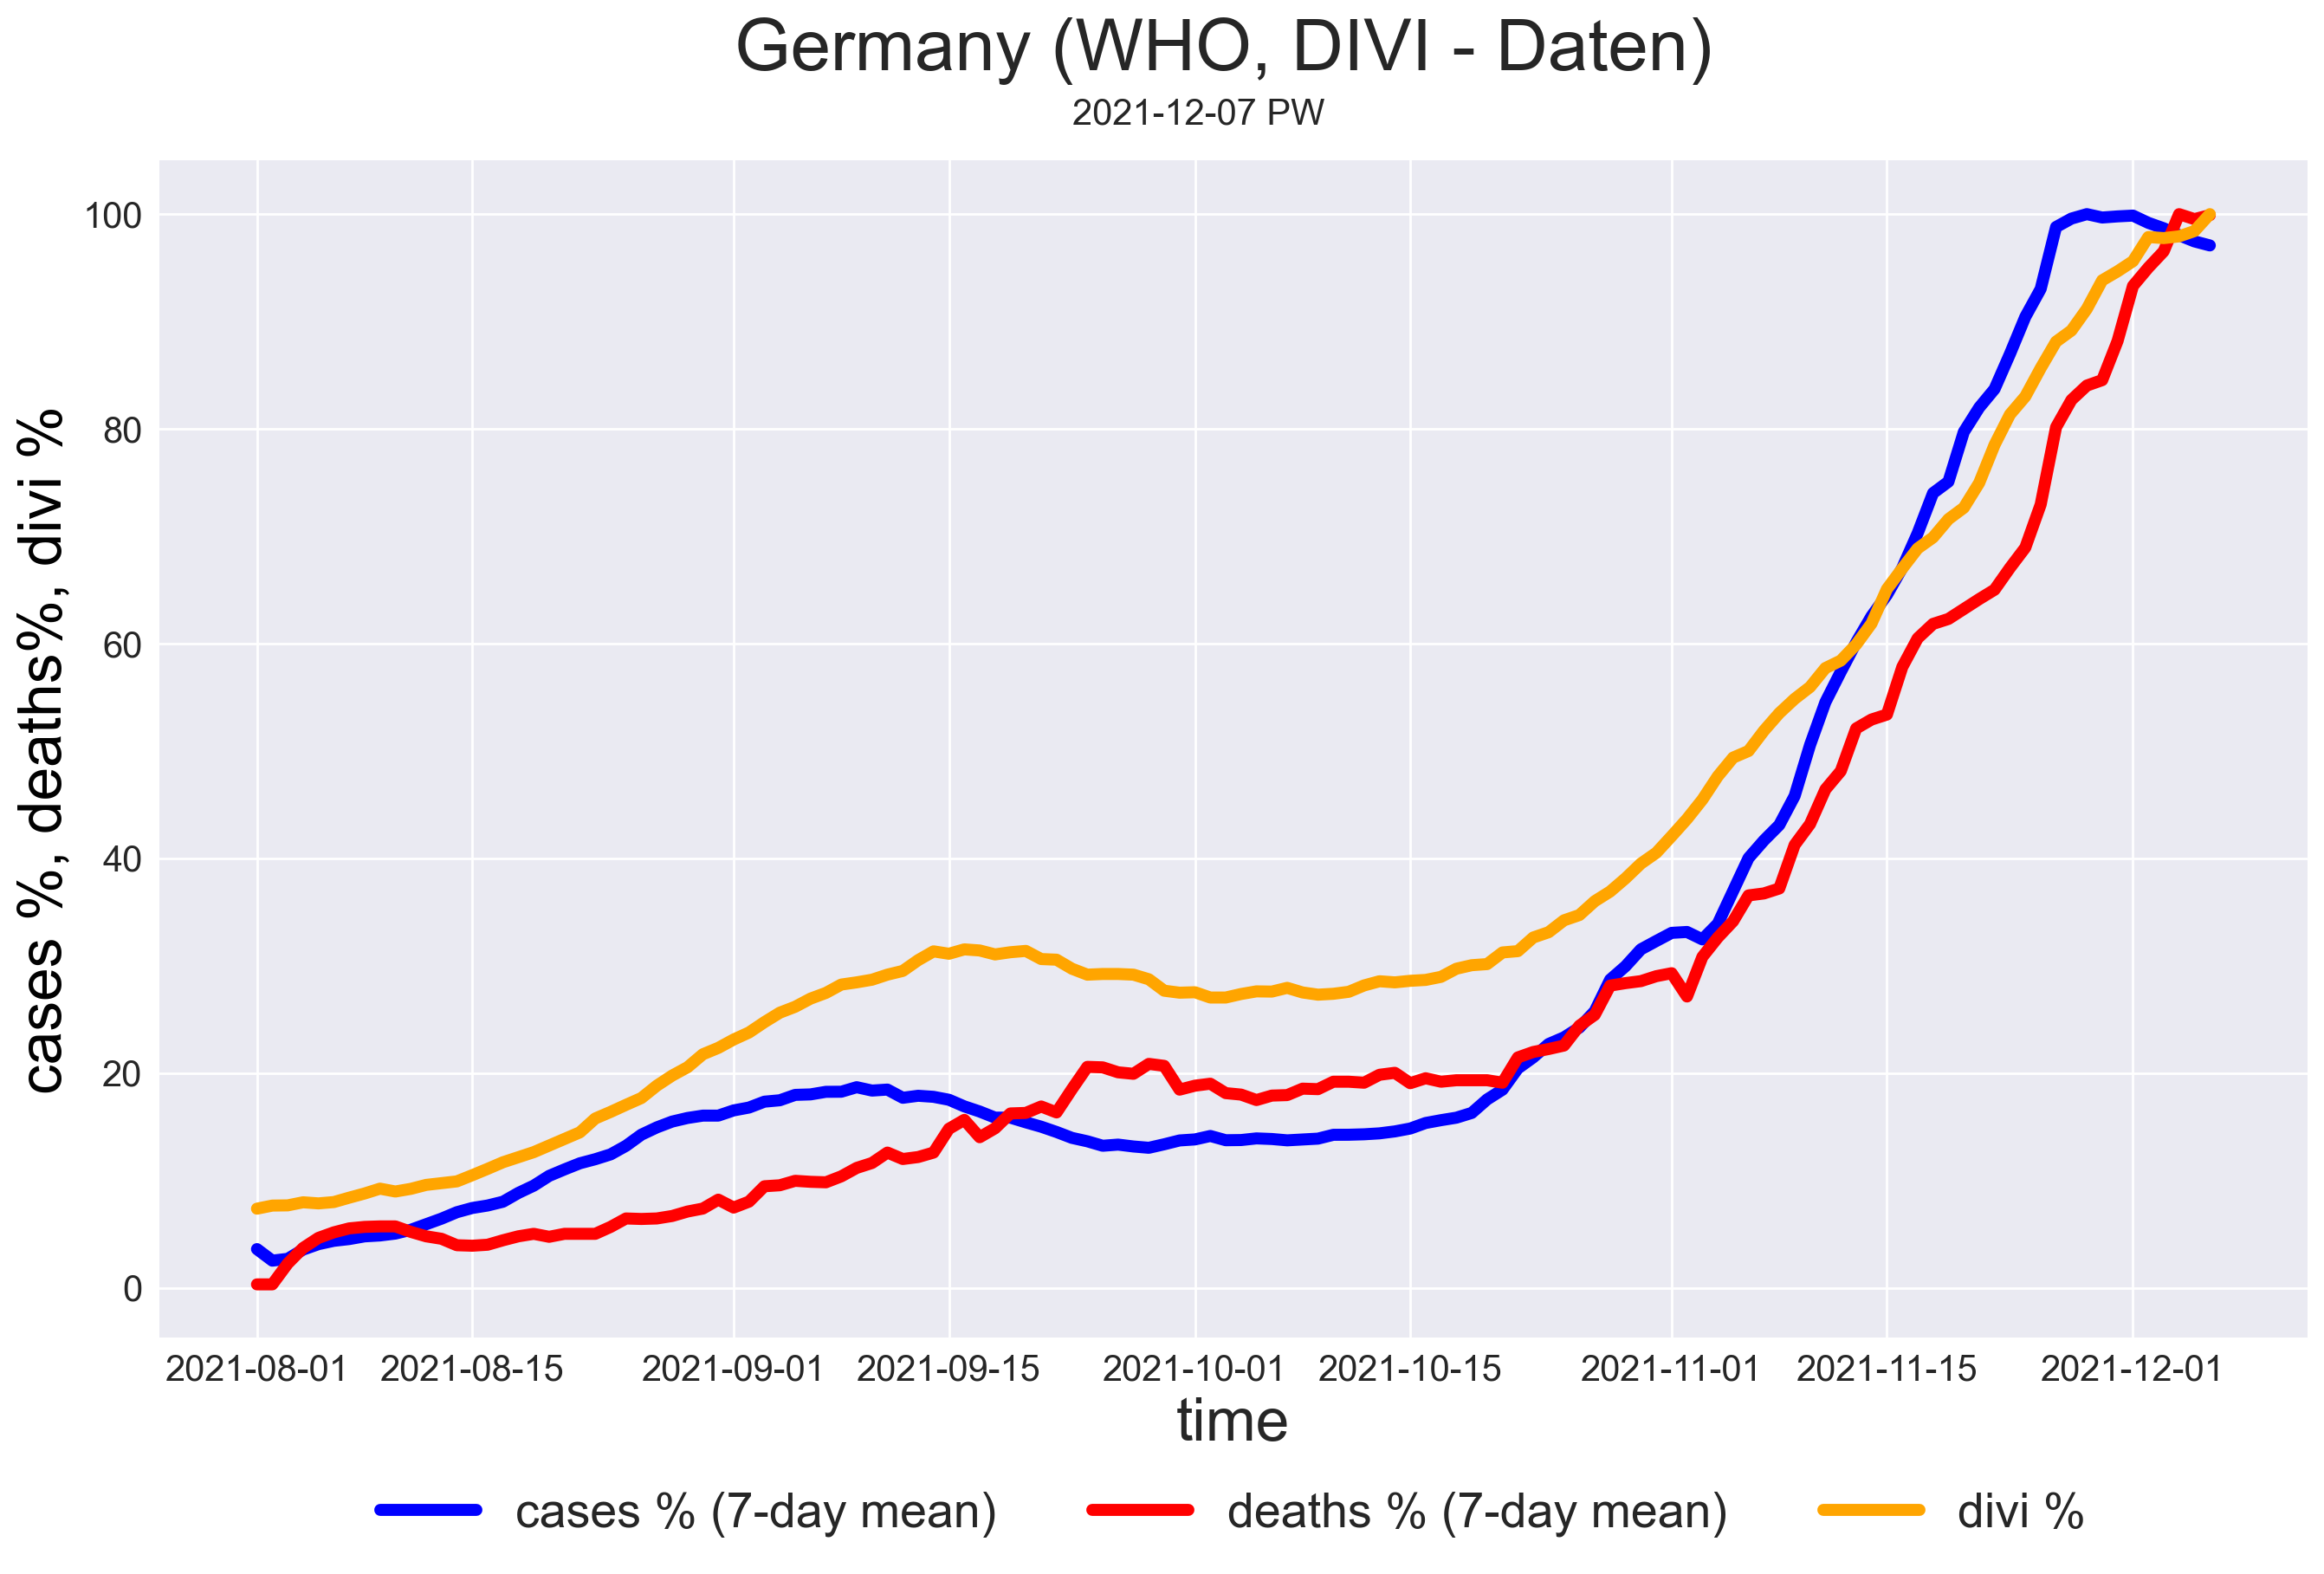 Germany (WHO, DIVI - Daten)
2021-12-07 PW
cases %, deaths%, divi %
100
80
60
40
20
0
2021-08-01 2021-08-15 2021-09-01 2021-09-15 2021-10-01 2021-10-15 2021-11-01 2021-11-15 2021-12-01
time
cases % (7-day mean) deaths % (7-day mean) divi %